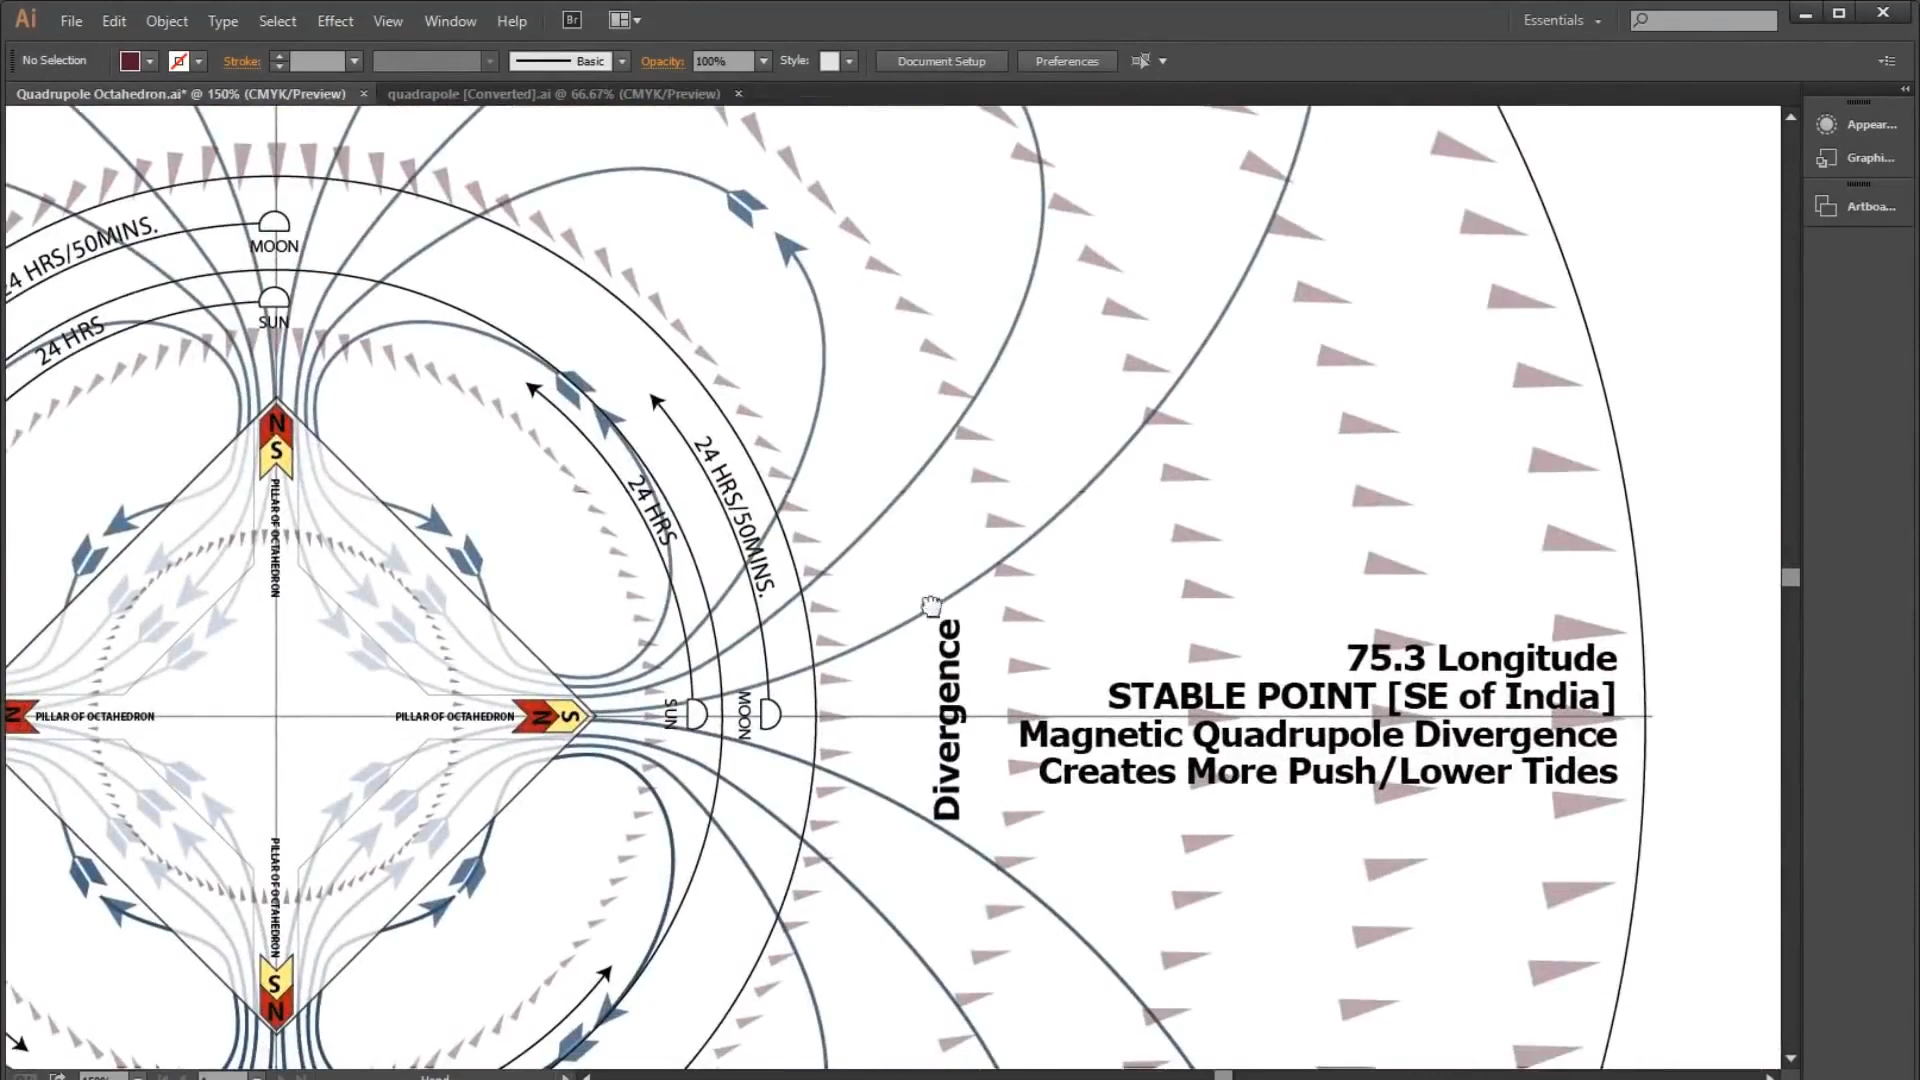 Ai File Edit Object Type Select Effect View Window Help Br Essentials
No Selection Stroke: Basic Opacity: 100% Style: Document Setup Preferences
Quadrupole Octahedron.ai* @ 150% (CMYK/Preview) × quadrapole [Converted].ai @ 66.67% (CMYK/Preview) ×
Appear...
Graphi...
Artboa...
24 HRS/50MINS.
MOON
SUN
24 HRS
N
S
PILLAR OF OCTAHEDRON
24 HRS
24 HRS/50MINS.
N
PILLAR OF OCTAHEDRON
PILLAR OF OCTAHEDRON
N
S
SUN
MOON
Divergence
75.3 Longitude
STABLE POINT [SE of India]
Magnetic Quadrupole Divergence
Creates More Push/Lower Tides
PILLAR OF OCTAHEDRON
S
N
150%
Hand